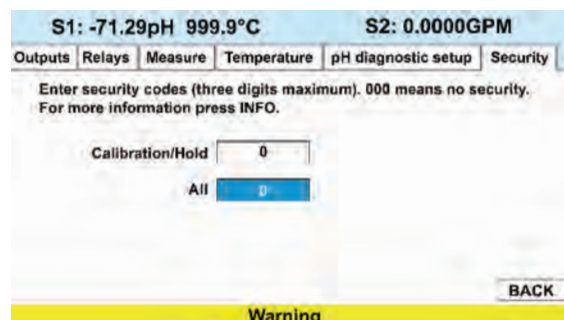 S1: -71.29pH 999.9°C S2: 0.0000GPM
Outputs Relays Measure Temperature pH diagnostic setup Security
Enter security codes (three digits maximum). 000 means no security.
For more information press INFO.
Calibration/Hold 0
All 0
BACK
Warning